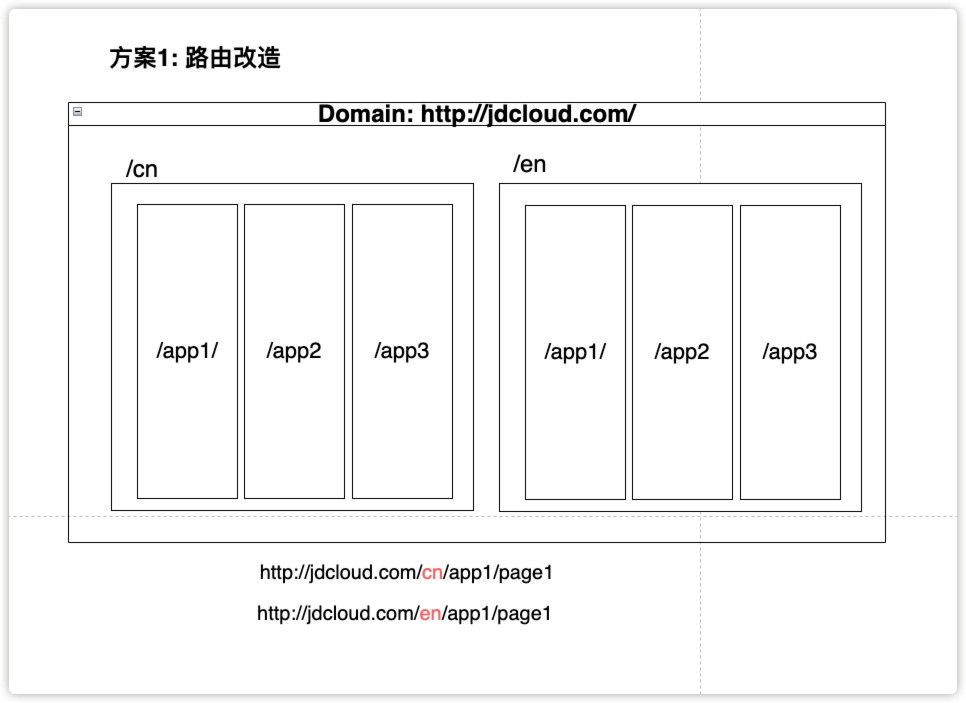 方案1: 路由改造
Domain: http://jdcloud.com/
/cn
/en
/app1/
/app2
/app3
/app1/
/app2
/app3
http://jdcloud.com/cn/app1/page1
http://jdcloud.com/en/app1/page1